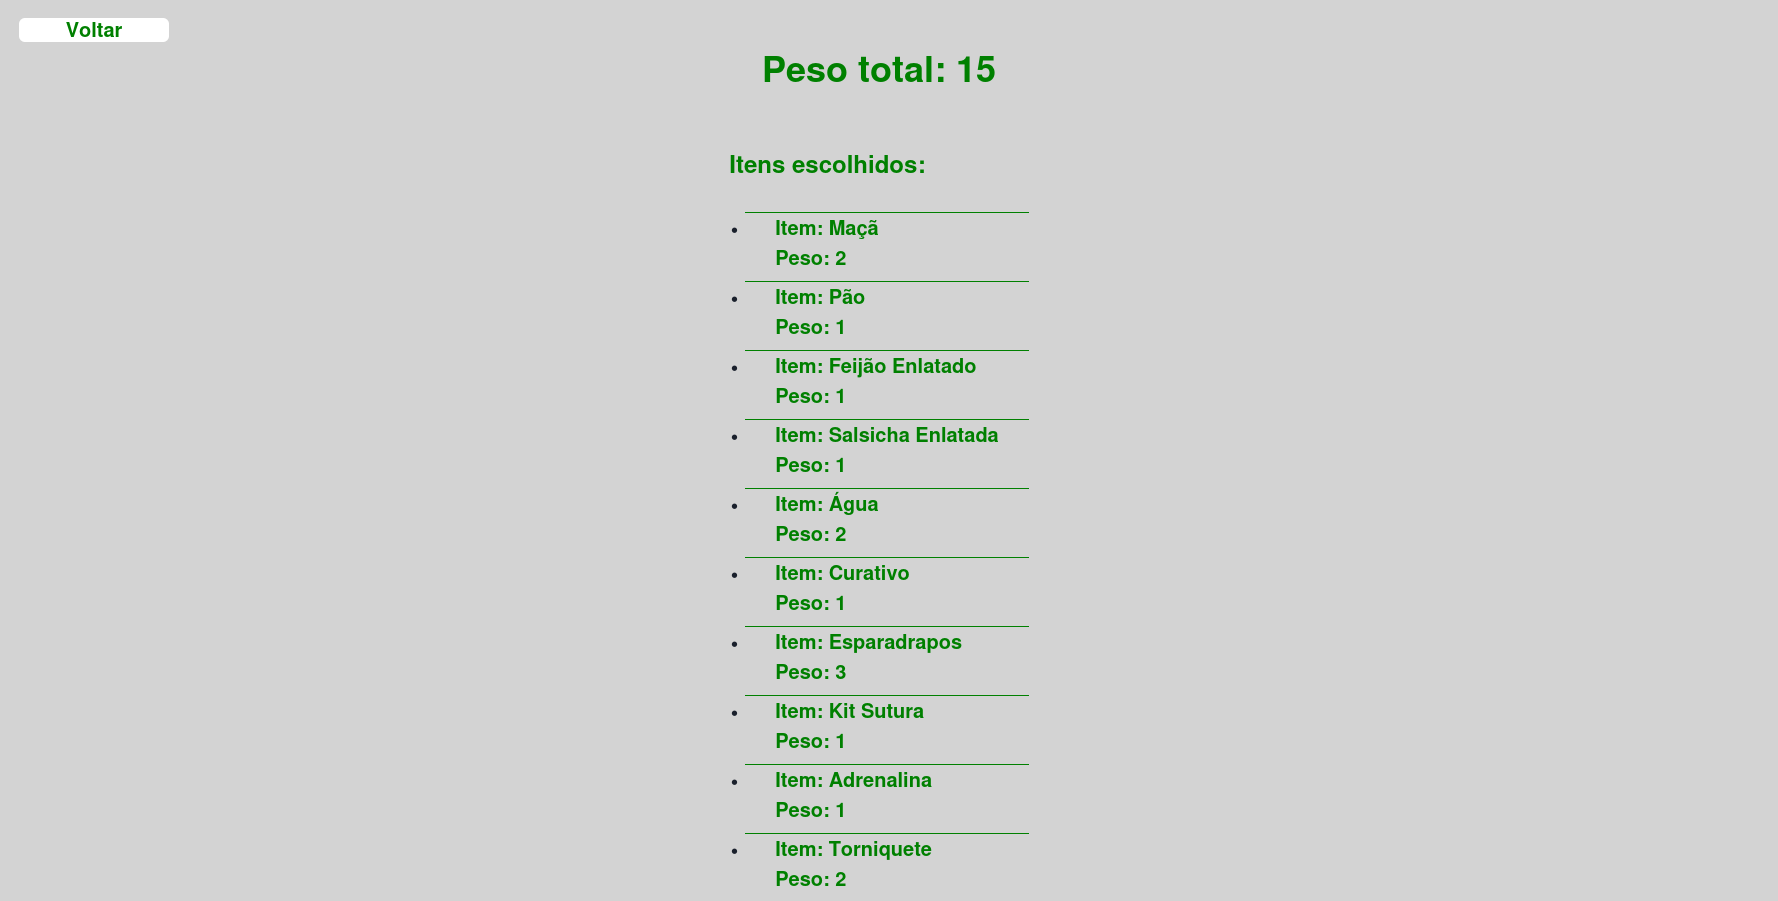 Voltar
Peso total: 15
Itens escolhidos:
Item: Maçã
Peso: 2
Item: Pão
Peso: 1
Item: Feijão Enlatado
Peso: 1
Item: Salsicha Enlatada
Peso: 1
Item: Água
Peso: 2
Item: Curativo
Peso: 1
Item: Esparadrapos
Peso: 3
Item: Kit Sutura
Peso: 1
Item: Adrenalina
Peso: 1
Item: Torniquete
Peso: 2